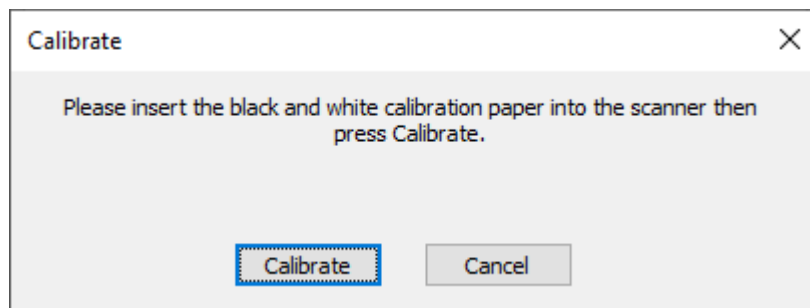 Calibrate
Please insert the black and white calibration paper into the scanner then
press Calibrate.
Calibrate
Cancel